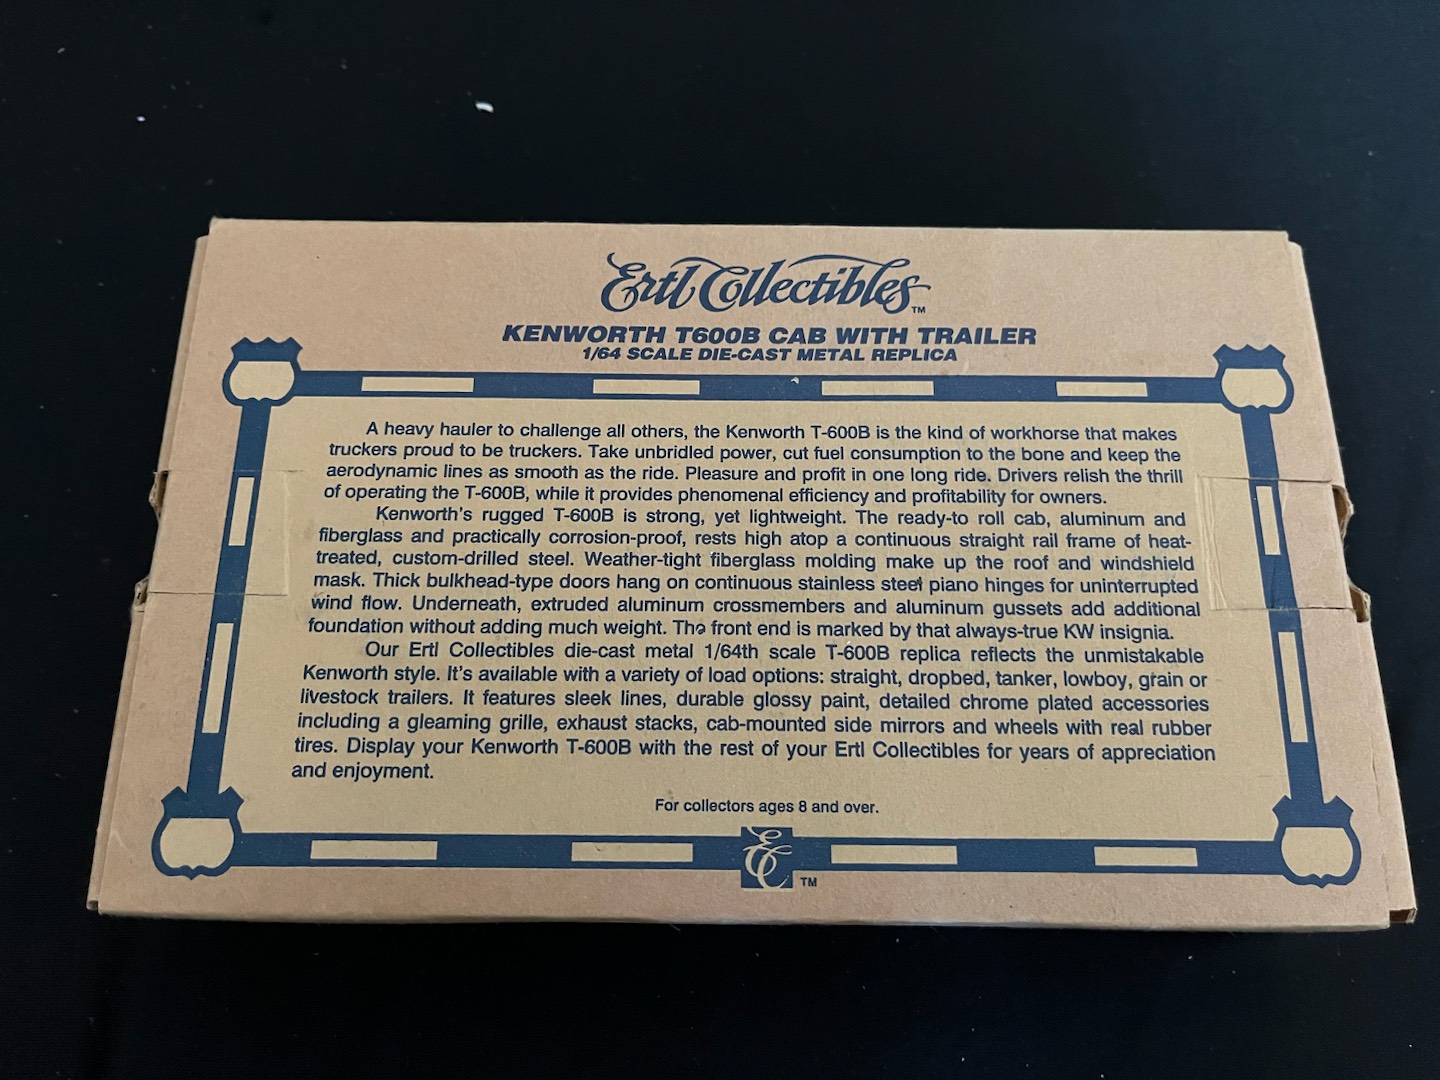 Ertl Collectibles™
KENWORTH T600B CAB WITH TRAILER
1/64 SCALE DIE-CAST METAL REPLICA
A heavy hauler to challenge all others, the Kenworth T-600B is the kind of workhorse that makes
truckers proud to be truckers. Take unbridled power, cut fuel consumption to the bone and keep the
aerodynamic lines as smooth as the ride. Pleasure and profit in one long ride. Drivers relish the thrill
of operating the T-600B, while it provides phenomenal efficiency and profitability for owners.
Kenworth's rugged T-600B is strong, yet lightweight. The ready-to roll cab, aluminum and
fiberglass and practically corrosion-proof, rests high atop a continuous straight rail frame of heat-
treated, custom-drilled steel. Weather-tight fiberglass molding make up the roof and windshield
mask. Thick bulkhead-type doors hang on continuous stainless steel piano hinges for uninterrupted
wind flow. Underneath, extruded aluminum crossmembers and aluminum gussets add additional
foundation without adding much weight. The front end is marked by that always-true KW insignia.
Our Ertl Collectibles die-cast metal 1/64th scale T-600B replica reflects the unmistakable
Kenworth style. It's available with a variety of load options: straight, dropbed, tanker, lowboy, grain or
livestock trailers. It features sleek lines, durable glossy paint, detailed chrome plated accessories
including a gleaming grille, exhaust stacks, cab-mounted side mirrors and wheels with real rubber
tires. Display your Kenworth T-600B with the rest of your Ertl Collectibles for years of appreciation
and enjoyment.
For collectors ages 8 and over.
EC™